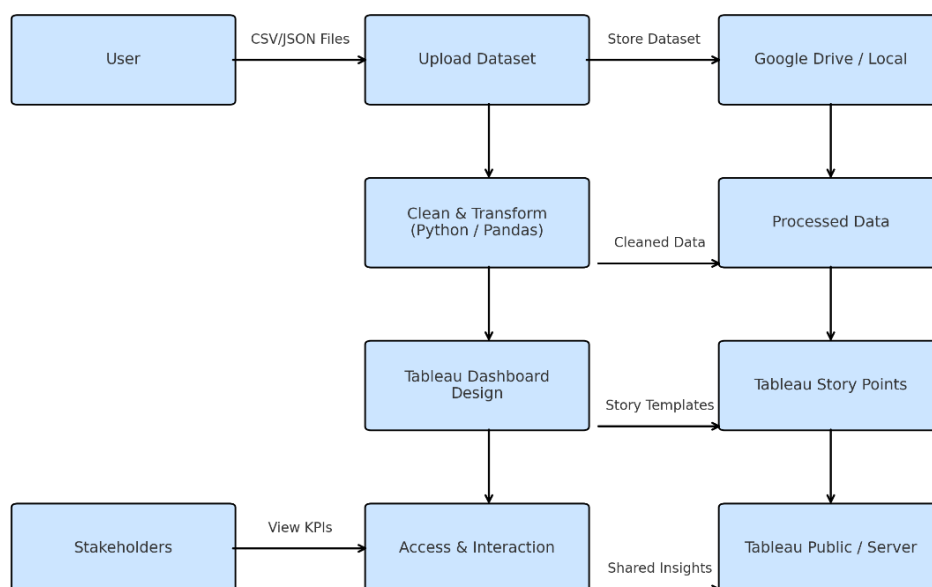 User
CSV/JSON Files
Upload Dataset
Store Dataset
Google Drive / Local
Clean & Transform
(Python / Pandas)
Cleaned Data
Processed Data
Tableau Dashboard
Design
Story Templates
Tableau Story Points
Stakeholders
View KPIs
Access & Interaction
Shared Insights
Tableau Public / Server